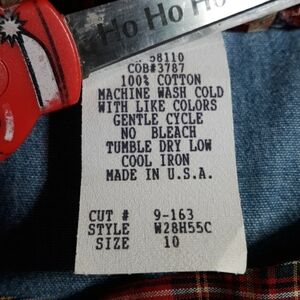 Ho Ho Ho
58110
COB#3787
100% COTTON
MACHINE WASH COLD
WITH LIKE COLORS
GENTLE CYCLE
NO BLEACH
TUMBLE DRY LOW
COOL IRON
MADE IN U.S.A.
CUT # 9-163
STYLE W28H55C
SIZE 10